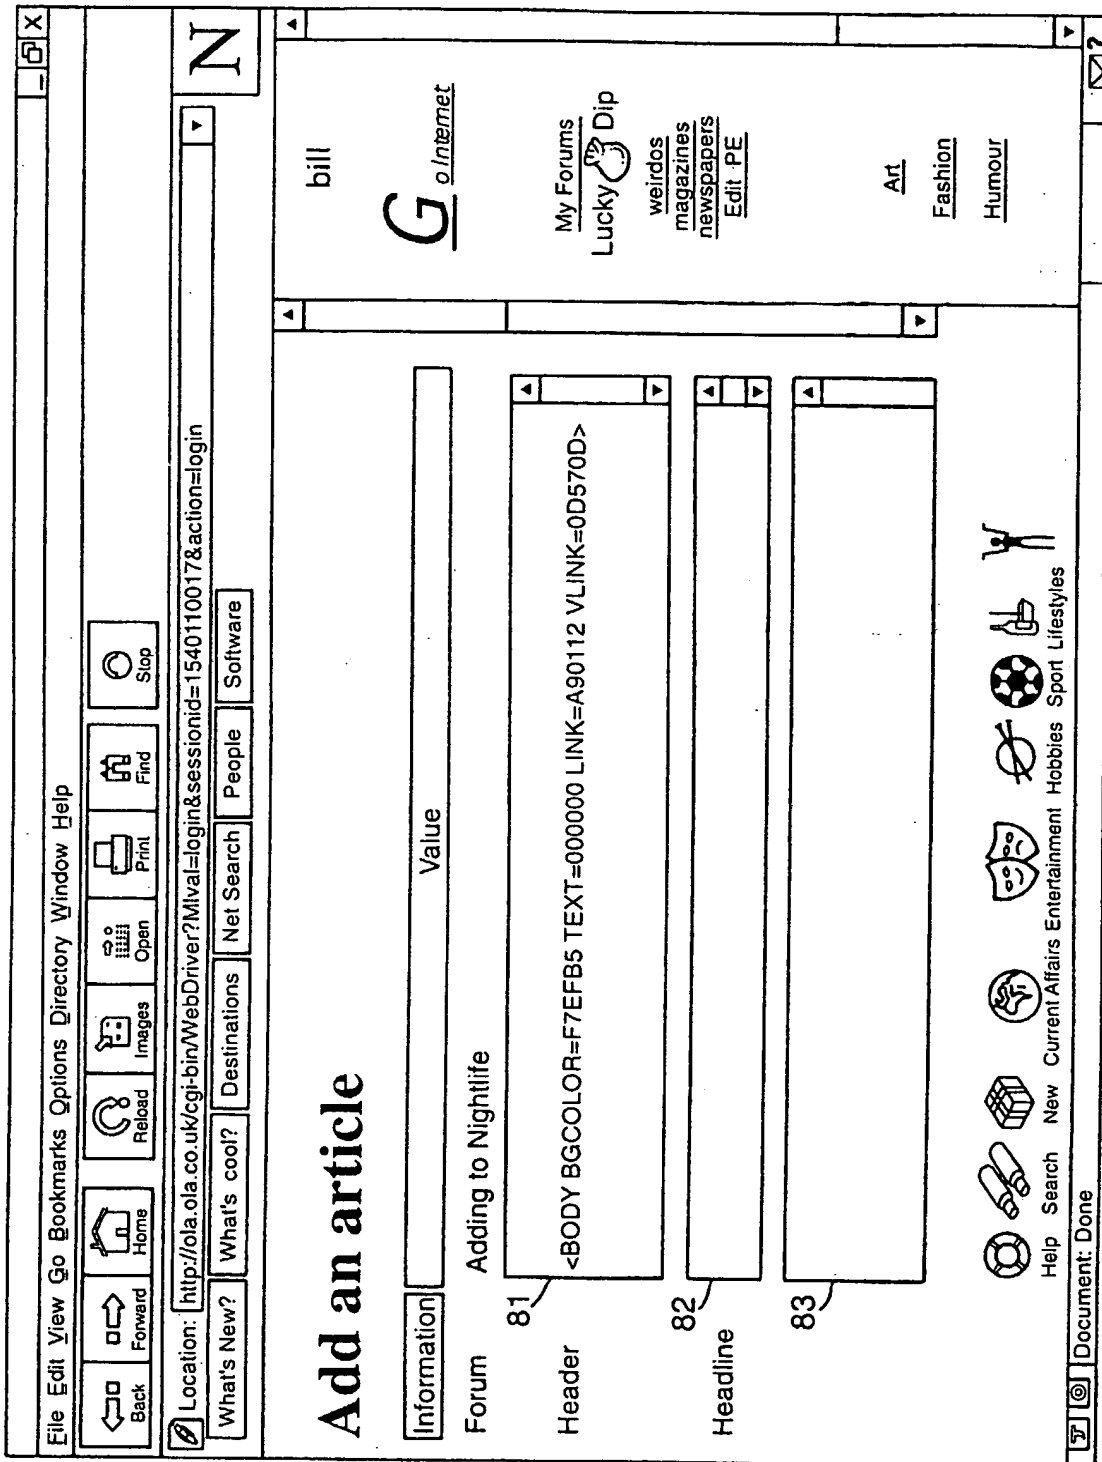 File Edit View Go Bookmarks Options Directory Window Help
Back Forward Home Reload Images Open Print Find Stop
Location: http://ola.ola.co.uk/cgi-bin/WebDriver?MIval=login&sessionid=1540110017&action=login
N
What's New? What's cool? Destinations Net Search People Software
Add an article
Information Value
Forum Adding to Nightlife
Header 81 <BODY BGCOLOR=F7EFB5 TEXT=000000 LINK=A90112 VLINK=0D570D>
Headline 82
83
bill
Go Internet
My Forums
Lucky Dip
weirdos
magazines
newspapers
Edit PE
Art
Fashion
Humour
Help Search New Current Affairs Entertainment Hobbies Sport Lifestyles
Document: Done
?